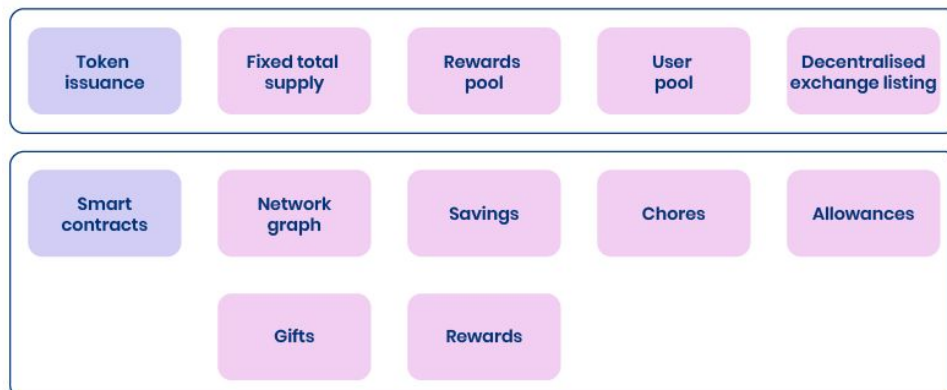 Token
issuance
Fixed total
supply
Rewards
pool
User
pool
Decentralised
exchange listing
Smart
contracts
Network
graph
Savings
Chores
Allowances
Gifts
Rewards